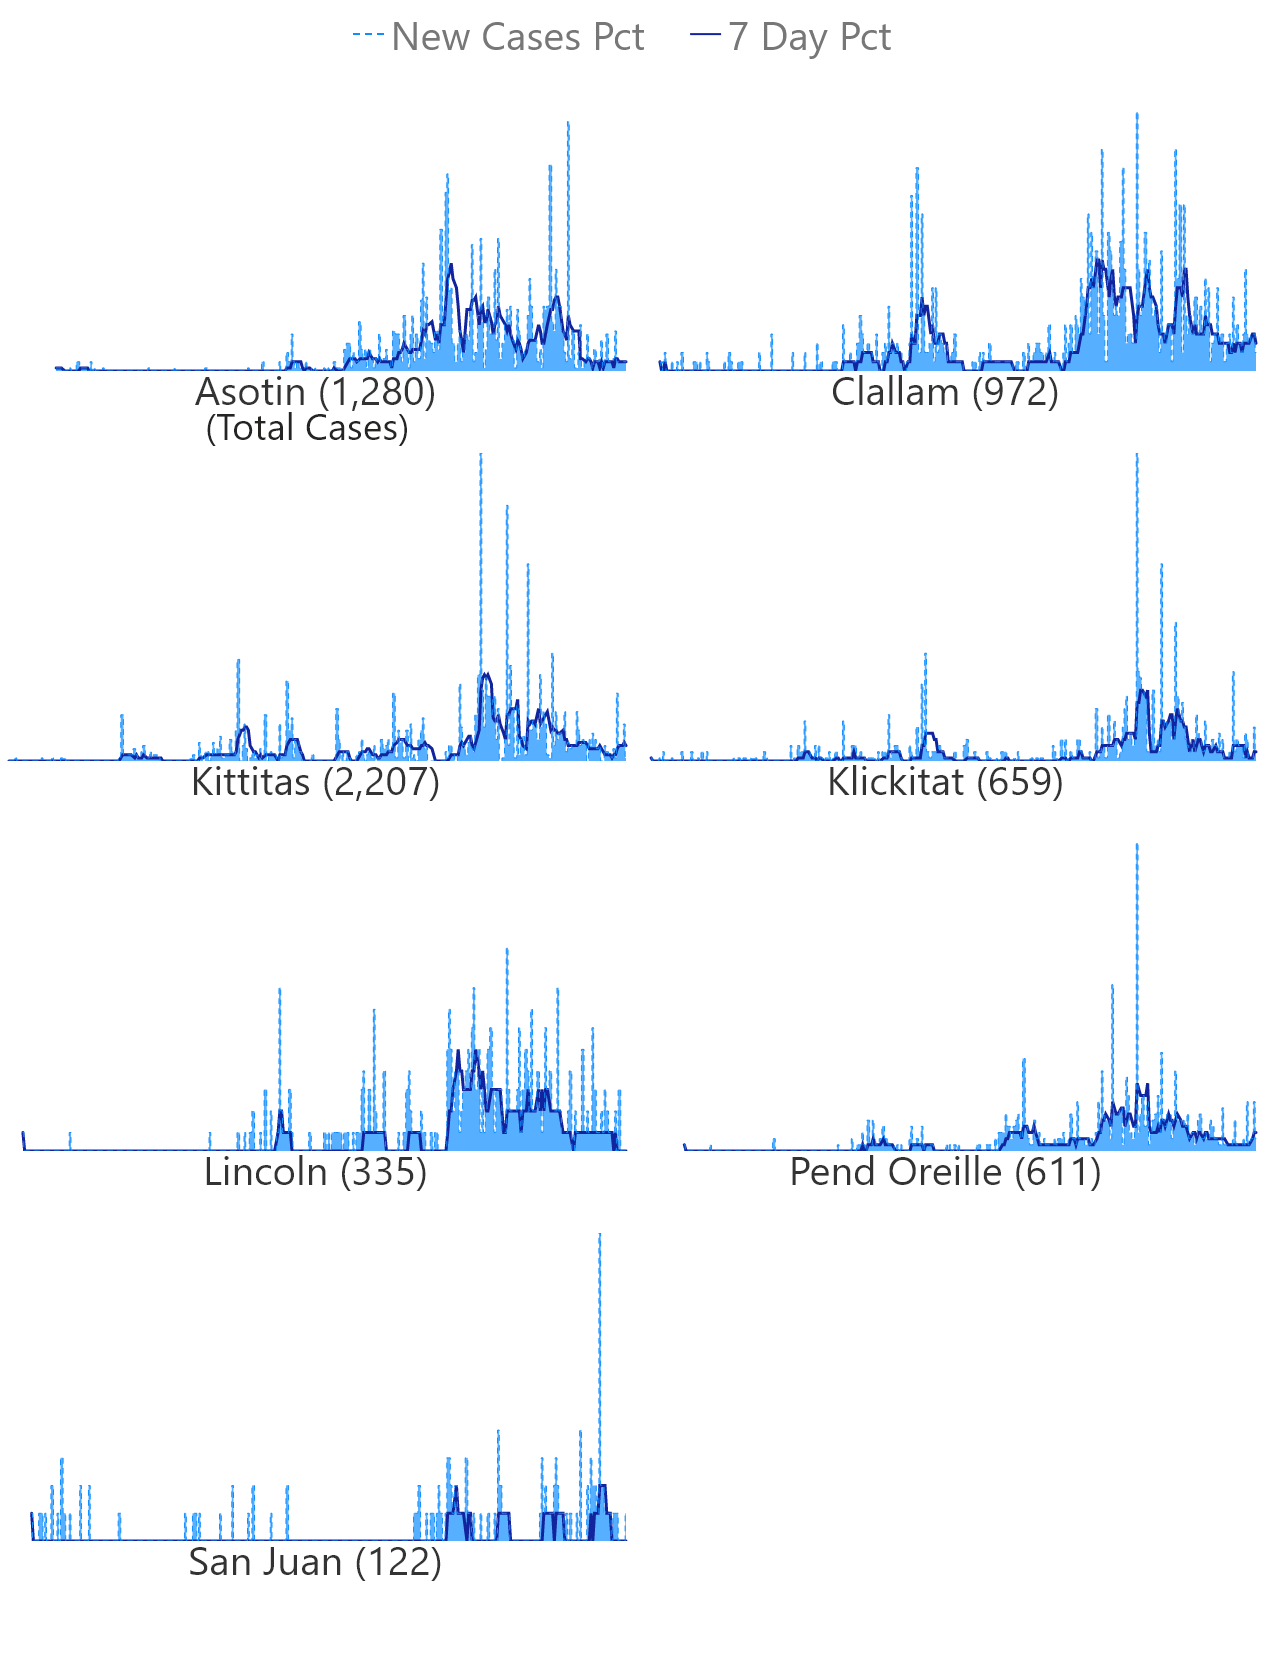 New Cases Pct 7 Day Pct
Asotin (1,280) Clallam (972)
(Total Cases)
Kittitas (2,207) Klickitat (659)
Lincoln (335) Pend Oreille (611)
San Juan (122)